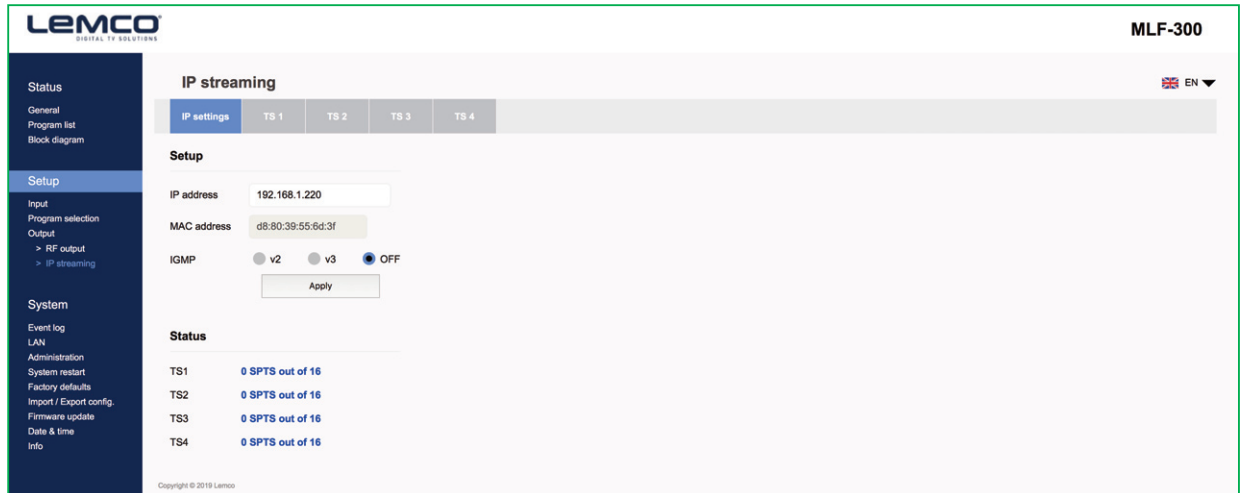 LEMCO
DIGITAL TV SOLUTIONS
MLF-300
Status
General
Program list
Block diagram
Setup
Input
Program selection
Output
> RF output
> IP streaming
System
Event log
LAN
Administration
System restart
Factory defaults
Import / Export config.
Firmware update
Date & time
Info
IP streaming
EN
IP settings TS 1 TS 2 TS 3 TS 4
Setup
IP address 192.168.1.220
MAC address d8:80:39:55:6d:3f
IGMP v2 v3 OFF
Apply
Status
TS1 0 SPTS out of 16
TS2 0 SPTS out of 16
TS3 0 SPTS out of 16
TS4 0 SPTS out of 16
Copyright © 2019 Lemco